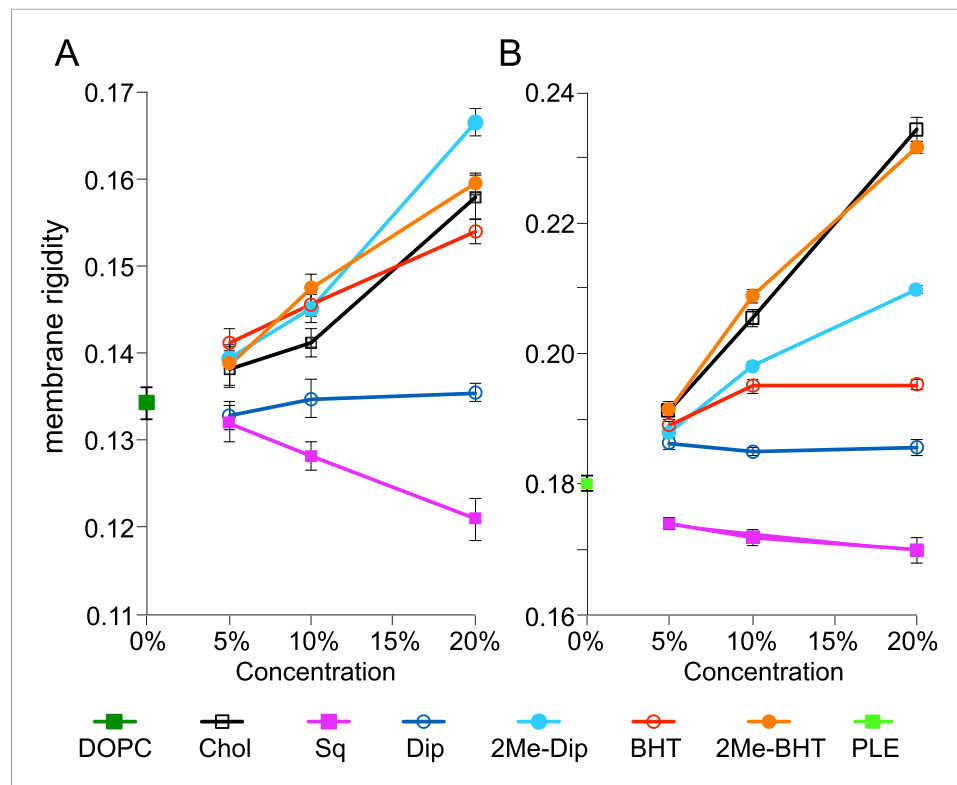 A
B
membrane rigidity
0.17
0.16
0.15
0.14
0.13
0.12
0.11
0% 5% 10% 15% 20%
Concentration
0.24
0.22
0.20
0.18
0.16
0% 5% 10% 15% 20%
Concentration
DOPC Chol Sq Dip 2Me-Dip BHT 2Me-BHT PLE